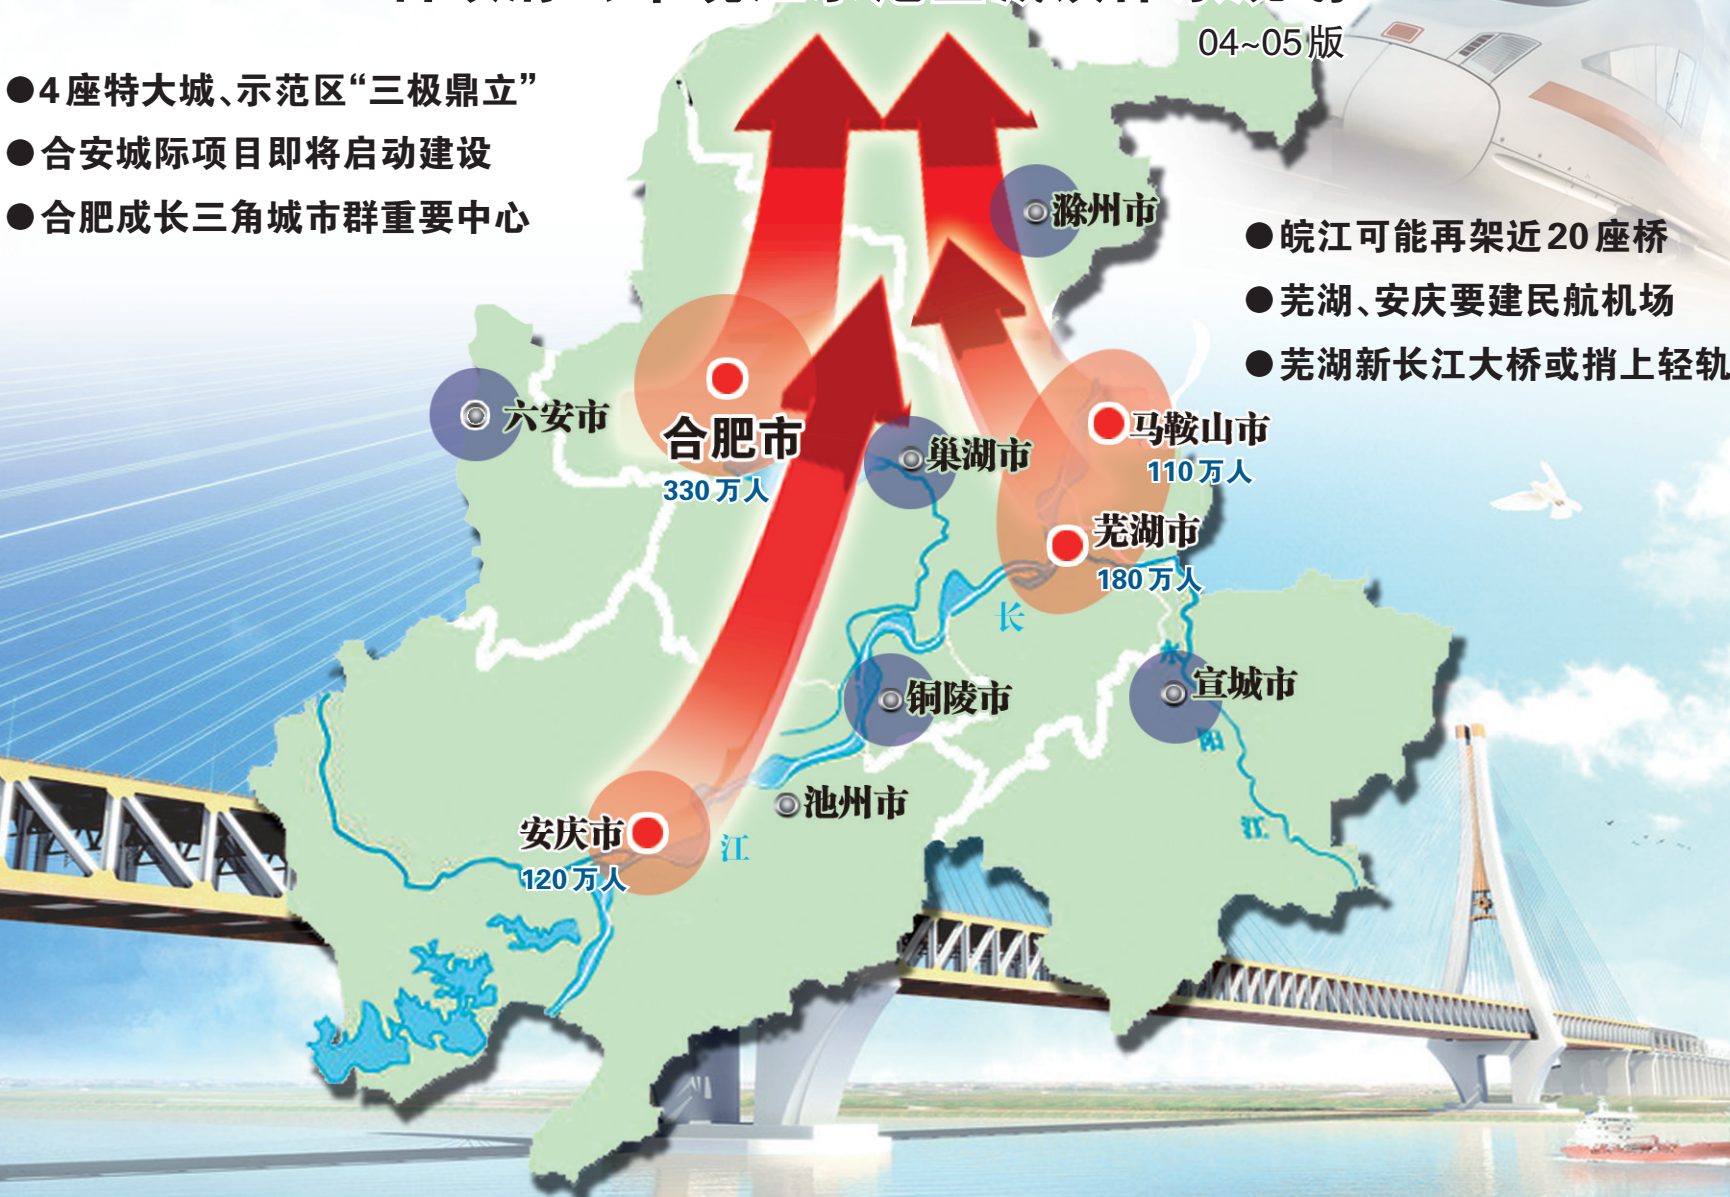 04~05版
●4座特大城、示范区“三极鼎立”
●合安城际项目即将启动建设
●合肥成长三角城市群重要中心
●皖江可能再架近20座桥
●芜湖、安庆要建民航机场
●芜湖新长江大桥或捎上轻轨
滁州市
六安市
合肥市
330万人
巢湖市
马鞍山市
110万人
芜湖市
180万人
长
水
铜陵市
宣城市
阳
池州市
安庆市
120万人
江
江